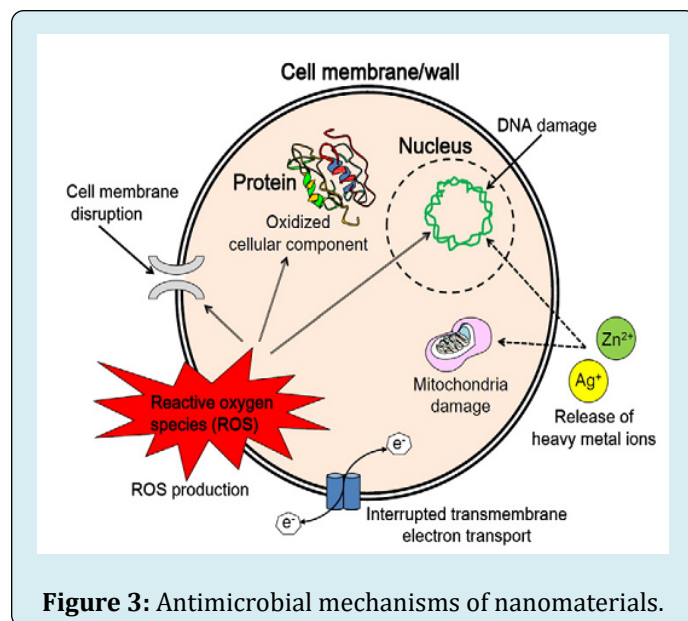 Cell membrane/wall
DNA damage
Nucleus
Protein
Oxidized
cellular component
Cell membrane
disruption
Zn²⁺
Ag⁺
Mitochondria
damage
Release of
heavy metal ions
Reactive oxygen
species (ROS)
ROS production
e⁻
e⁻
Interrupted transmembrane
electron transport
Figure 3: Antimicrobial mechanisms of nanomaterials.